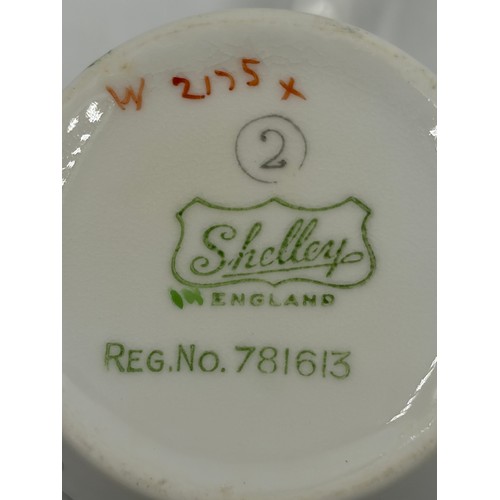 W 2175 x
2
Shelley
ENGLAND
REG.NO. 781613